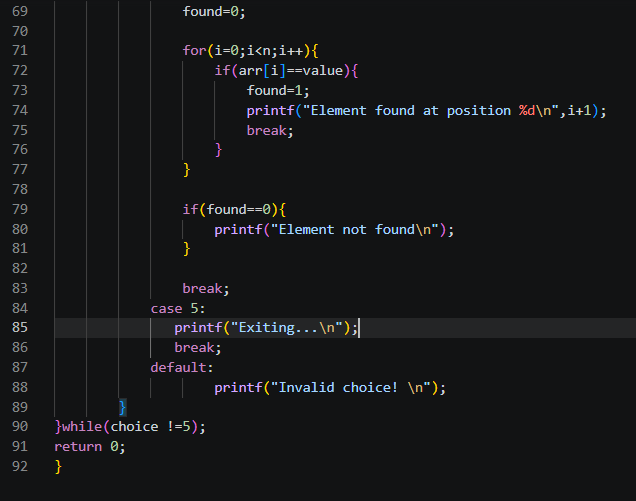 69 found=0;
70
71 for(i=0;i<n;i++){
72 if(arr[i]==value){
73 found=1;
74 printf("Element found at position %d\n",i+1);
75 break;
76 }
77 }
78
79 if(found==0){
80 printf("Element not found\n");
81 }
82
83 break;
84 case 5:
85 printf("Exiting...\n");
86 break;
87 default:
88 printf("Invalid choice! \n");
89 }
90 }while(choice !=5);
91 return 0;
92 }